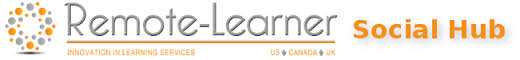 Remote-Learner Social Hub
INNOVATION IN LEARNING SERVICES US ◆ CANADA ◆ UK